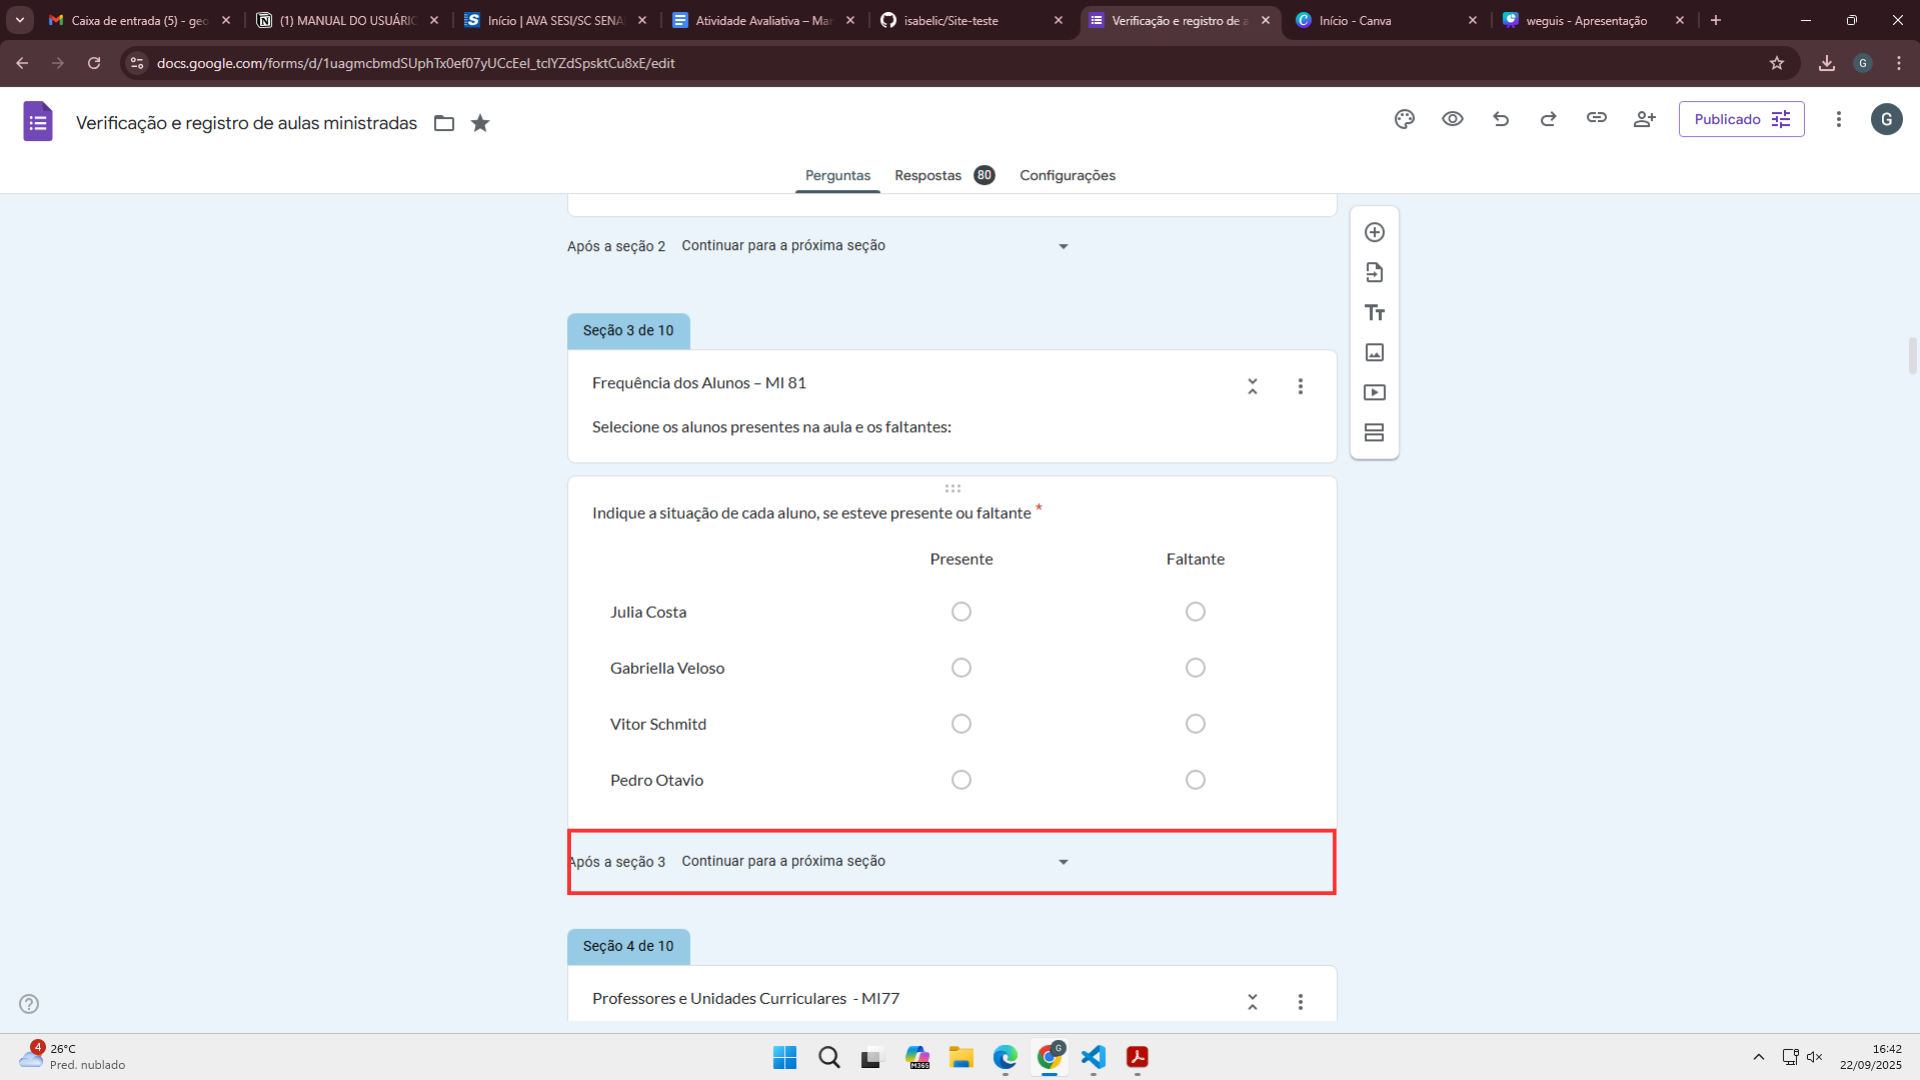 Caixa de entrada (5) - geo
(1) MANUAL DO USUÁRIO
Início | AVA SESI/SC SENA
Atividade Avaliativa – Mar
isabelic/Site-teste
Verificação e registro de a
Início - Canva
weguis - Apresentação
docs.google.com/forms/d/1uagmcbmdSUphTx0ef07yUCcEel_tclYZdSpsktCu8xE/edit
G
Verificação e registro de aulas ministradas
Publicado
G
Perguntas
Respostas 80
Configurações
Após a seção 2 Continuar para a próxima seção
Seção 3 de 10
Frequência dos Alunos – MI 81
Selecione os alunos presentes na aula e os faltantes:
Indique a situação de cada aluno, se esteve presente ou faltante *
Presente Faltante
Julia Costa
Gabriella Veloso
Vitor Schmitd
Pedro Otavio
Após a seção 3 Continuar para a próxima seção
Seção 4 de 10
Professores e Unidades Curriculares - MI77
4
26°C
Pred. nublado
M365
G
16:42
22/09/2025